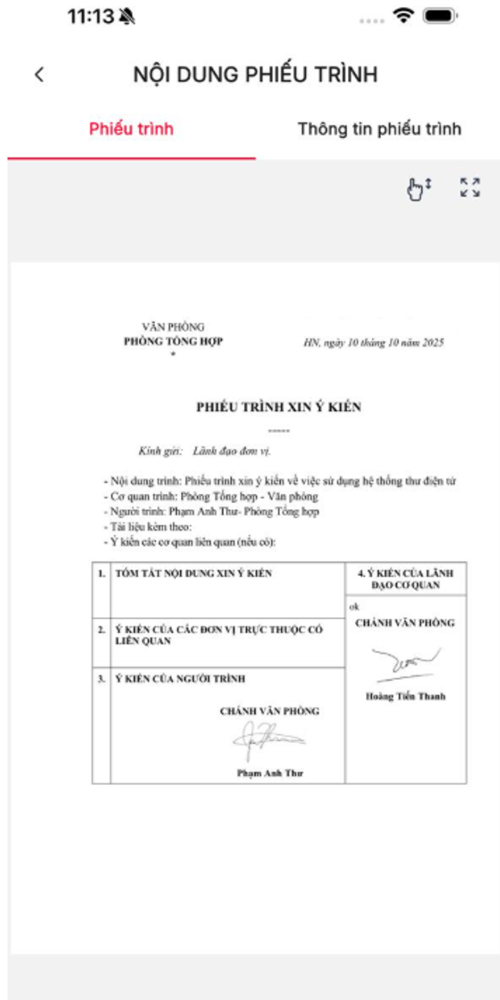 11:13
NỘI DUNG PHIẾU TRÌNH
Phiếu trình
Thông tin phiếu trình
VĂN PHÒNG
PHÒNG TỔNG HỢP
*
HN, ngày 10 tháng 10 năm 2025
PHIẾU TRÌNH XIN Ý KIẾN
-----
Kính gửi: Lãnh đạo đơn vị.
- Nội dung trình: Phiếu trình xin ý kiến về việc sử dụng hệ thống thư điện tử
- Cơ quan trình: Phòng Tổng hợp - Văn phòng
- Người trình: Phạm Anh Thư- Phòng Tổng hợp
- Tài liệu kèm theo:
- Ý kiến các cơ quan liên quan (nếu có):
1. TÓM TẮT NỘI DUNG XIN Ý KIẾN
2. Ý KIẾN CỦA CÁC ĐƠN VỊ TRỰC THUỘC CÓ
LIÊN QUAN
3. Ý KIẾN CỦA NGƯỜI TRÌNH
CHÁNH VĂN PHÒNG
Phạm Anh Thư
4. Ý KIẾN CỦA LÃNH
ĐẠO CƠ QUAN
ok
CHÁNH VĂN PHÒNG
Hoàng Tiến Thanh